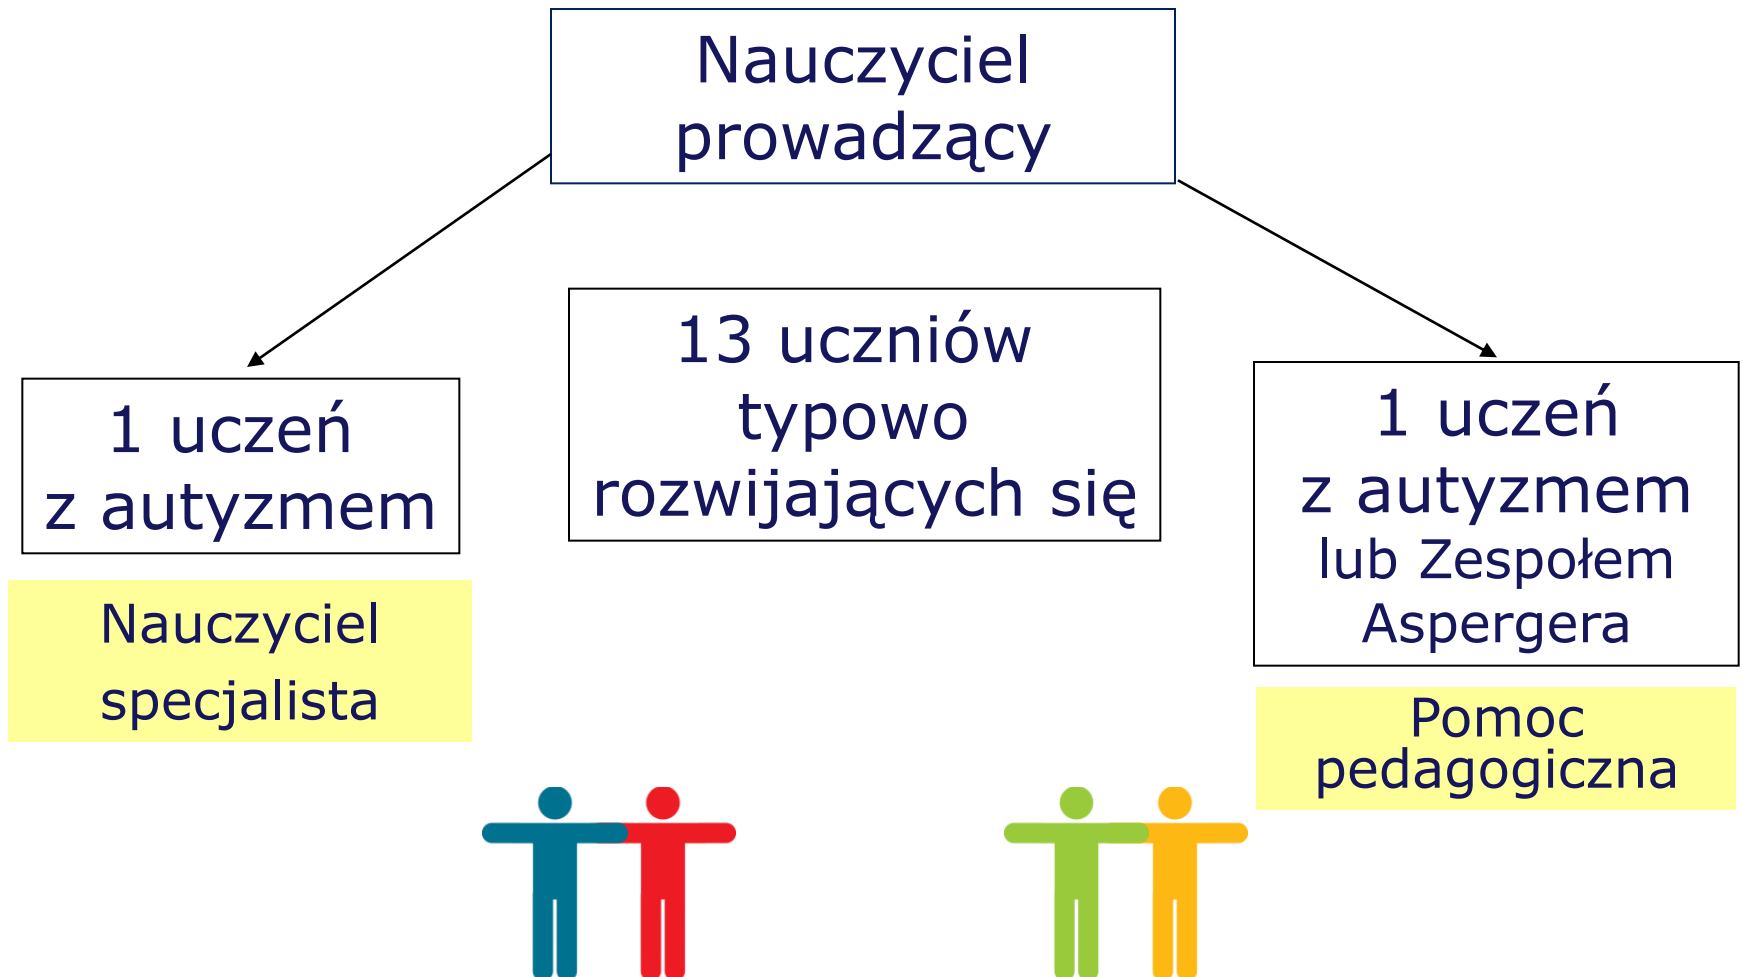 Nauczyciel
prowadzący
1 uczeń
z autyzmem
Nauczyciel
specjalista
13 uczniów
typowo
rozwijających się
1 uczeń
z autyzmem
lub Zespołem
Aspergera
Pomoc
pedagogiczna